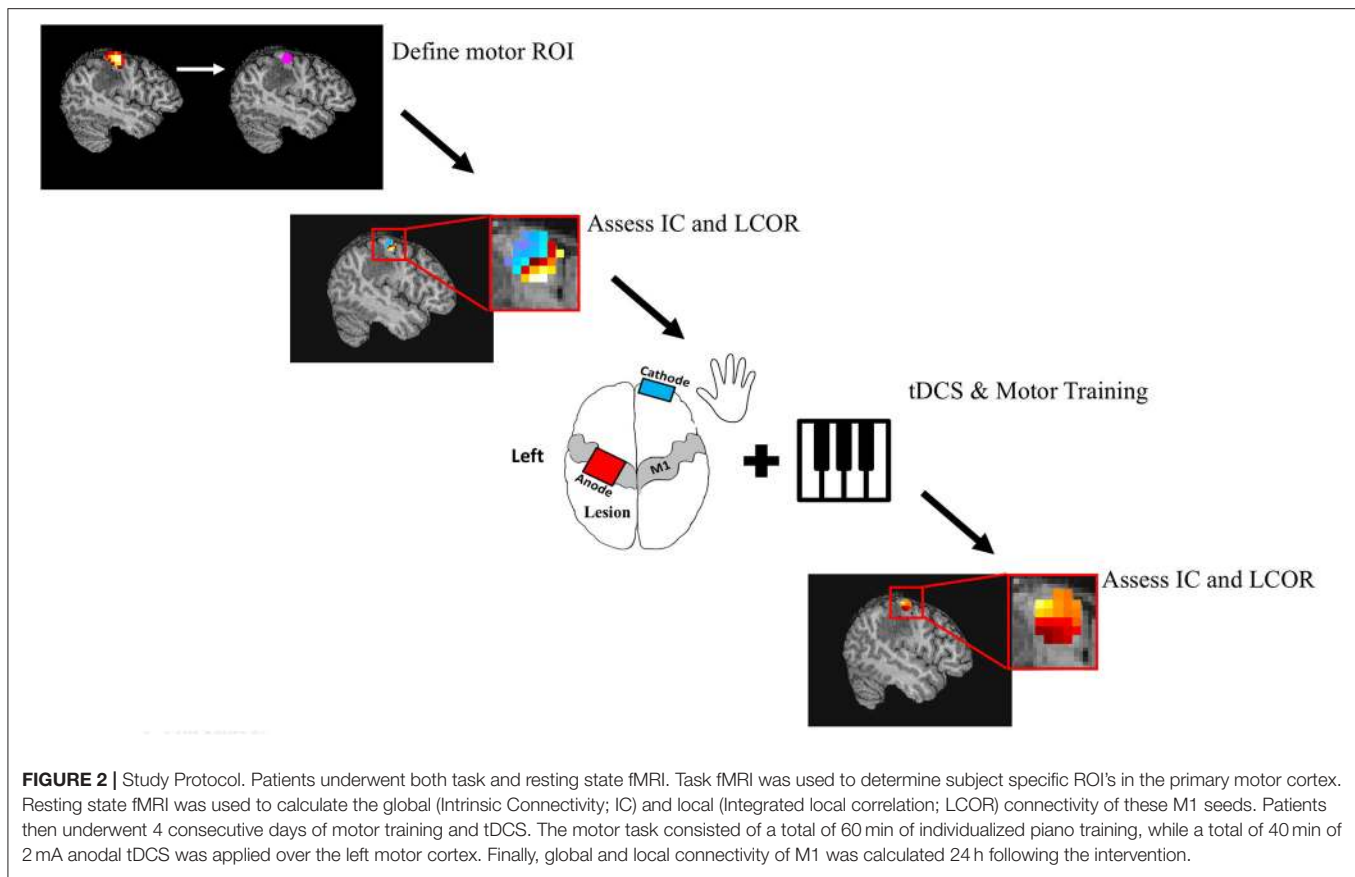 Define motor ROI
Assess IC and LCOR
Cathode
tDCS & Motor Training
Left
M1
Anode
Lesion
Assess IC and LCOR
FIGURE 2 | Study Protocol. Patients underwent both task and resting state fMRI. Task fMRI was used to determine subject specific ROI's in the primary motor cortex.
Resting state fMRI was used to calculate the global (Intrinsic Connectivity; IC) and local (Integrated local correlation; LCOR) connectivity of these M1 seeds. Patients
then underwent 4 consecutive days of motor training and tDCS. The motor task consisted of a total of 60 min of individualized piano training, while a total of 40 min of
2 mA anodal tDCS was applied over the left motor cortex. Finally, global and local connectivity of M1 was calculated 24 h following the intervention.